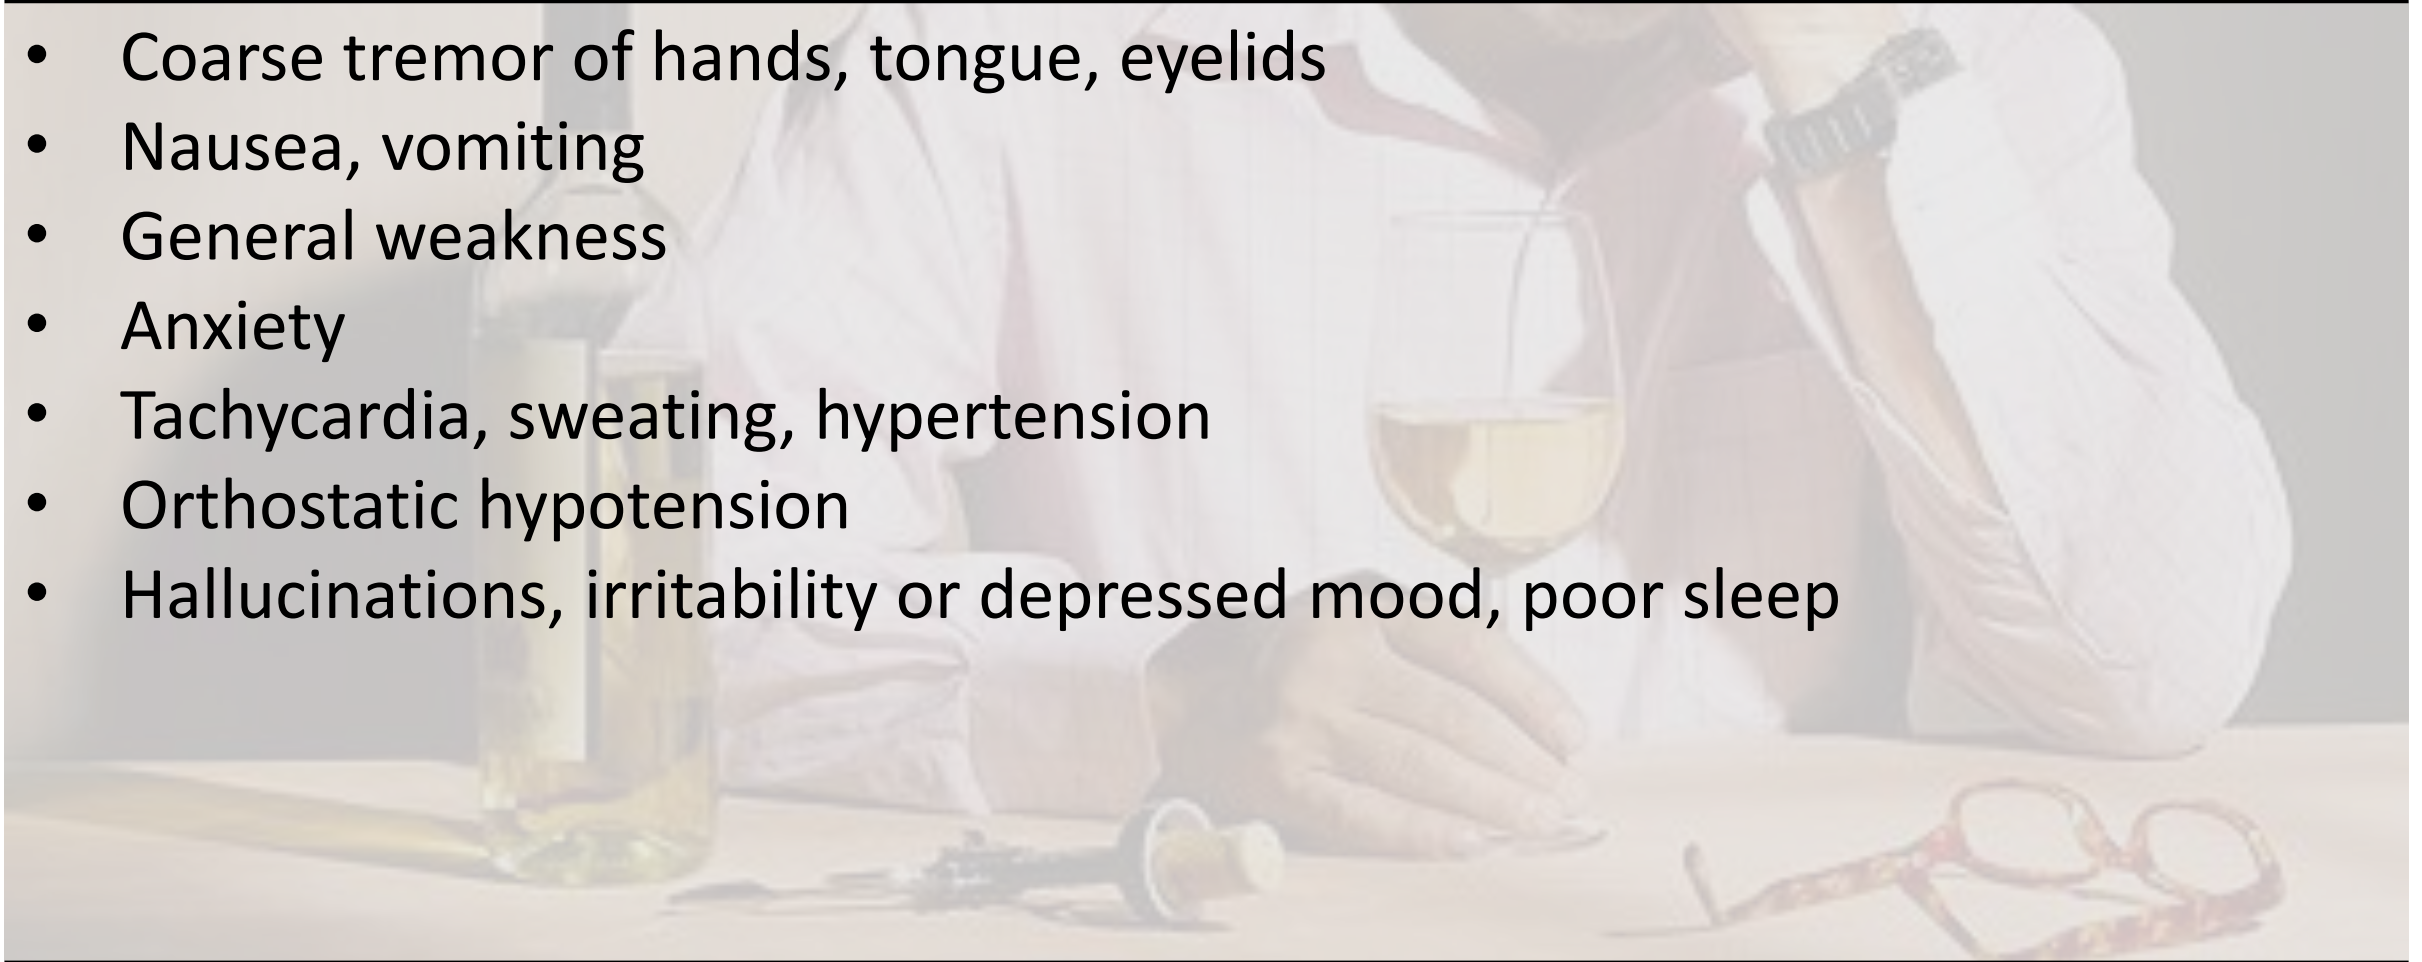 • Coarse tremor of hands, tongue, eyelids
• Nausea, vomiting
• General weakness
• Anxiety
• Tachycardia, sweating, hypertension
• Orthostatic hypotension
• Hallucinations, irritability or depressed mood, poor sleep